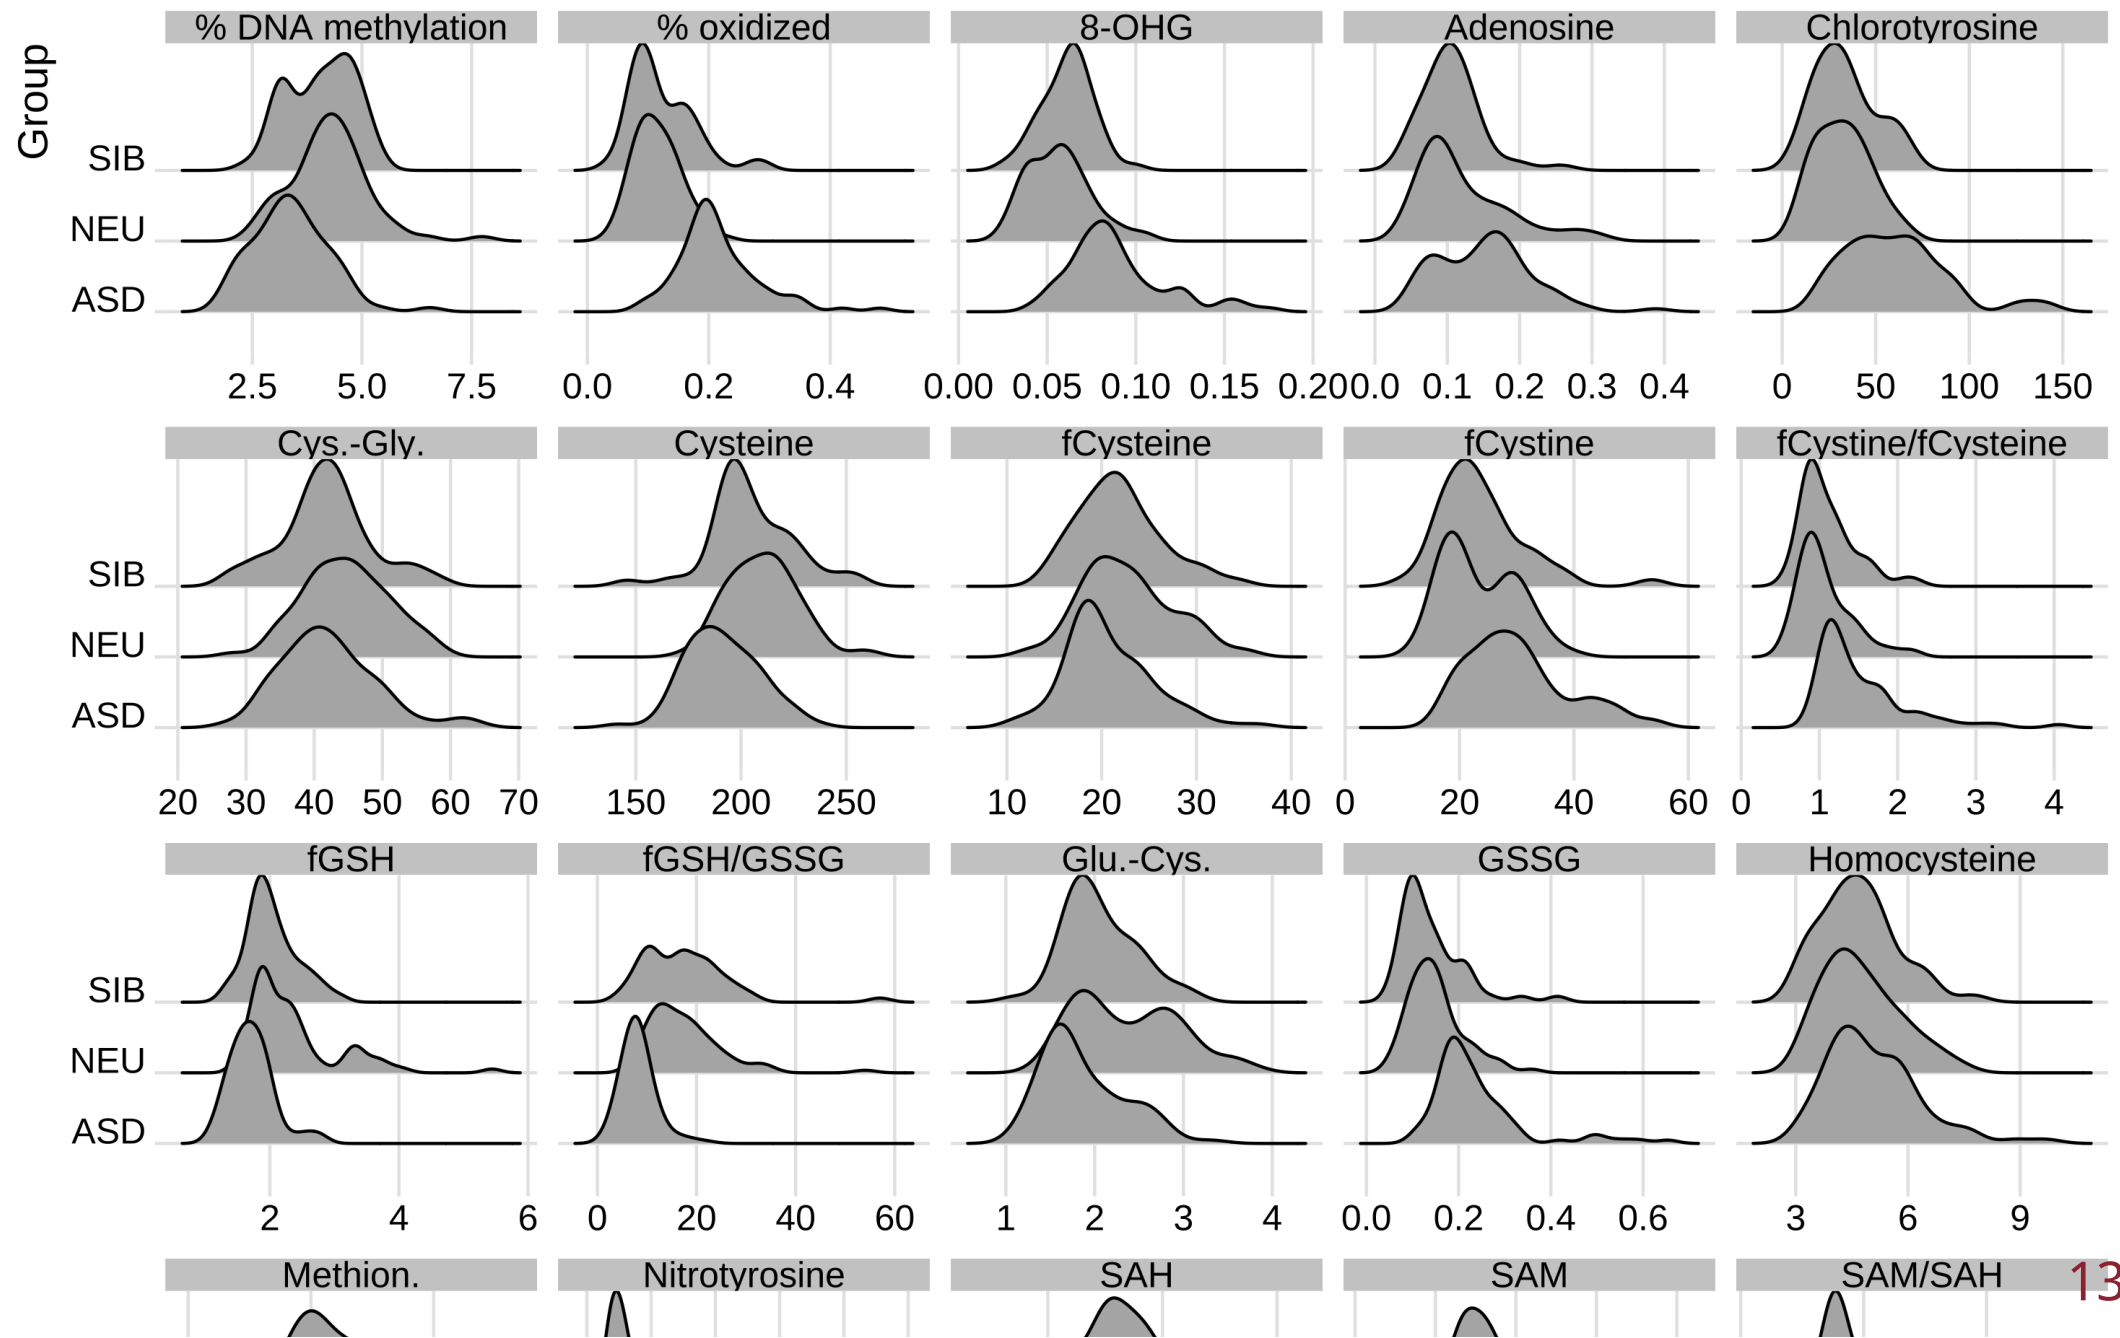 % DNA methylation % oxidized 8-OHG Adenosine Chlorotyrosine
Group
SIB
NEU
ASD
2.5 5.0 7.5 0.0 0.2 0.4 0.00 0.05 0.10 0.15 0.20 0.0 0.1 0.2 0.3 0.4 0 50 100 150
Cys.-Gly. Cysteine fCysteine fCystine fCystine/fCysteine
SIB
NEU
ASD
20 30 40 50 60 70 150 200 250 10 20 30 40 0 20 40 60 0 1 2 3 4
fGSH fGSH/GSSG Glu.-Cys. GSSG Homocysteine
SIB
NEU
ASD
2 4 6 0 20 40 60 1 2 3 4 0.0 0.2 0.4 0.6 3 6 9
Methion. Nitrotyrosine SAH SAM SAM/SAH
13